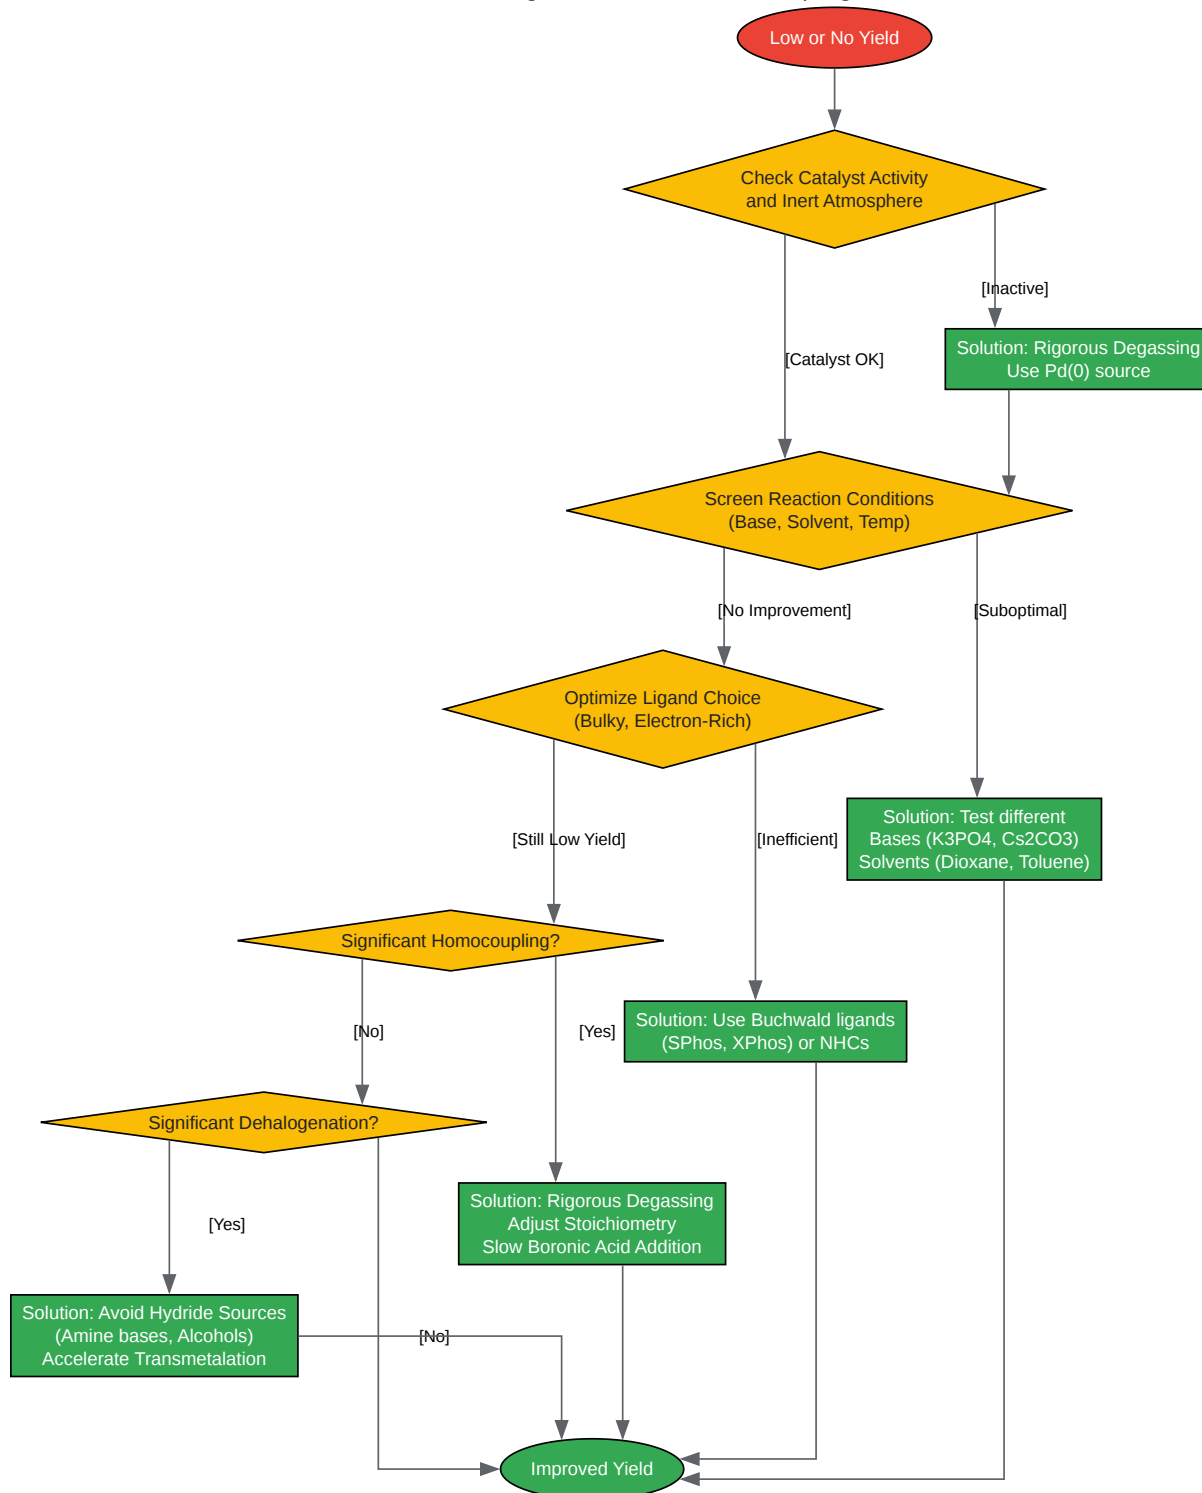 Low or No Yield
Check Catalyst Activity
and Inert Atmosphere
[Inactive]
Solution: Rigorous Degassing
Use Pd(0) source
[Catalyst OK]
Screen Reaction Conditions
(Base, Solvent, Temp)
[No Improvement]
[Suboptimal]
Optimize Ligand Choice
(Bulky, Electron-Rich)
Solution: Test different
Bases (K3PO4, Cs2CO3)
Solvents (Dioxane, Toluene)
[Still Low Yield]
[Inefficient]
Significant Homocoupling?
Solution: Use Buchwald ligands
(SPhos, XPhos) or NHCs
[No]
[Yes]
Significant Dehalogenation?
Solution: Rigorous Degassing
Adjust Stoichiometry
Slow Boronic Acid Addition
[Yes]
Solution: Avoid Hydride Sources
(Amine bases, Alcohols)
Accelerate Transmetalation
[No]
Improved Yield